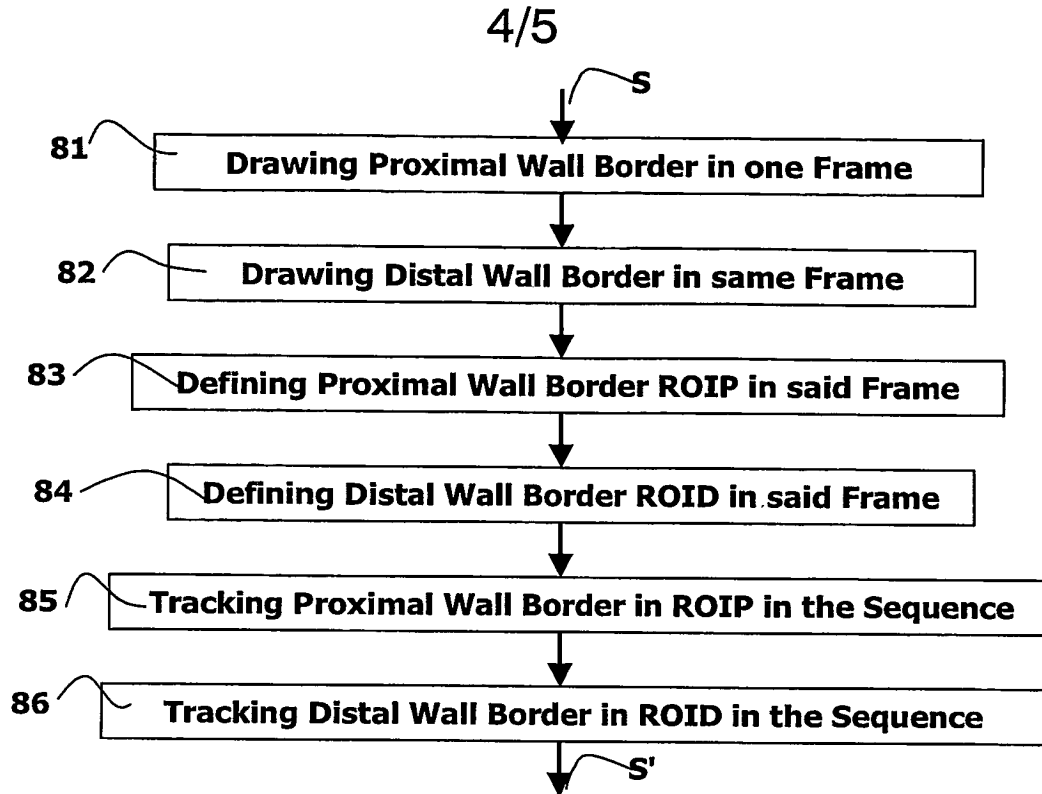 4/5
S
81 Drawing Proximal Wall Border in one Frame
82 Drawing Distal Wall Border in same Frame
83 Defining Proximal Wall Border ROIP in said Frame
84 Defining Distal Wall Border ROID in said Frame
85 Tracking Proximal Wall Border in ROIP in the Sequence
86 Tracking Distal Wall Border in ROID in the Sequence
S'